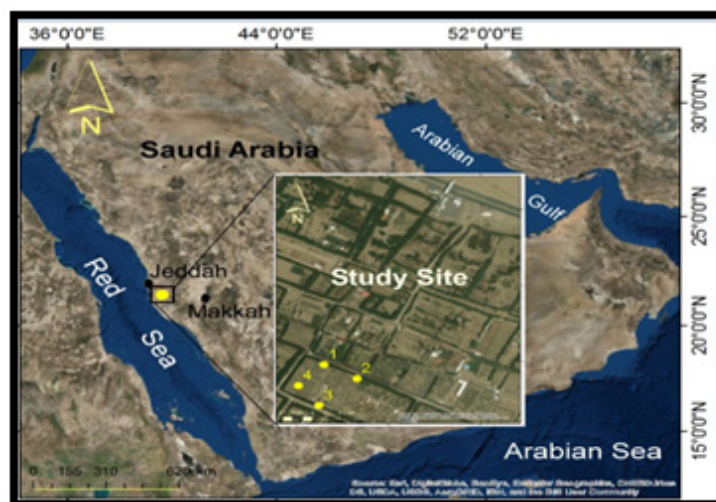 36°0'0"E 44°0'0"E 52°0'0"E
30°0'0"N
25°0'0"N
20°0'0"N
15°0'0"N
N
Saudi Arabia
Arabian
Gulf
N
Study Site
Jeddah
Makkah
Red
Sea
1
2
4
3
Arabian Sea
0 155 310 620 km